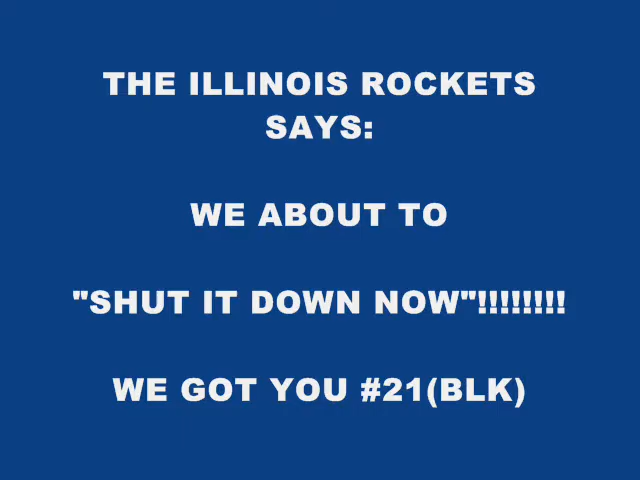 THE ILLINOIS ROCKETS
SAYS:
WE ABOUT TO
"SHUT IT DOWN NOW"!!!!!!!!
WE GOT YOU #21(BLK)